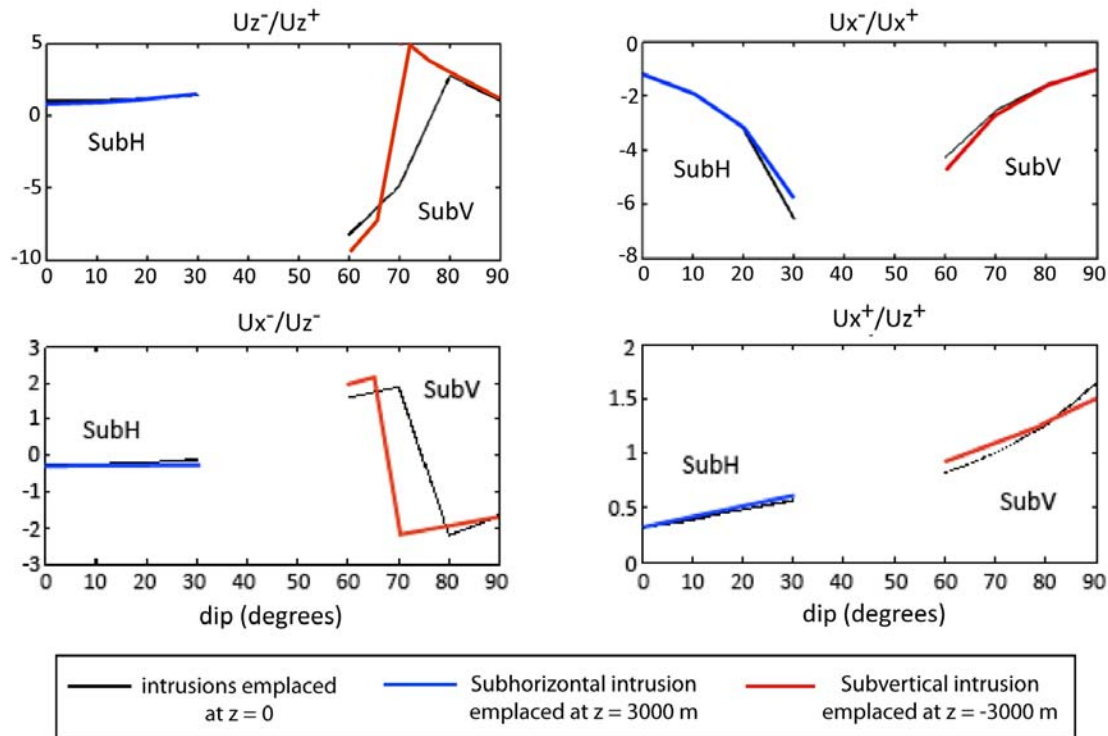 Uz⁻/Uz⁺
5
0
-5
-10
SubH
SubV
0 10 20 30 40 50 60 70 80 90
Ux⁻/Ux⁺
0
-2
-4
-6
-8
SubH
SubV
0 10 20 30 40 50 60 70 80 90
Ux⁻/Uz⁻
3
2
1
0
-1
-2
-3
SubH
SubV
0 10 20 30 40 50 60 70 80 90
dip (degrees)
Ux⁺/Uz⁺
2
1.5
1
0.5
0
SubH
SubV
0 10 20 30 40 50 60 70 80 90
dip (degrees)
intrusions emplaced
at z = 0
Subhorizontal intrusion
emplaced at z = 3000 m
Subvertical intrusion
emplaced at z = -3000 m